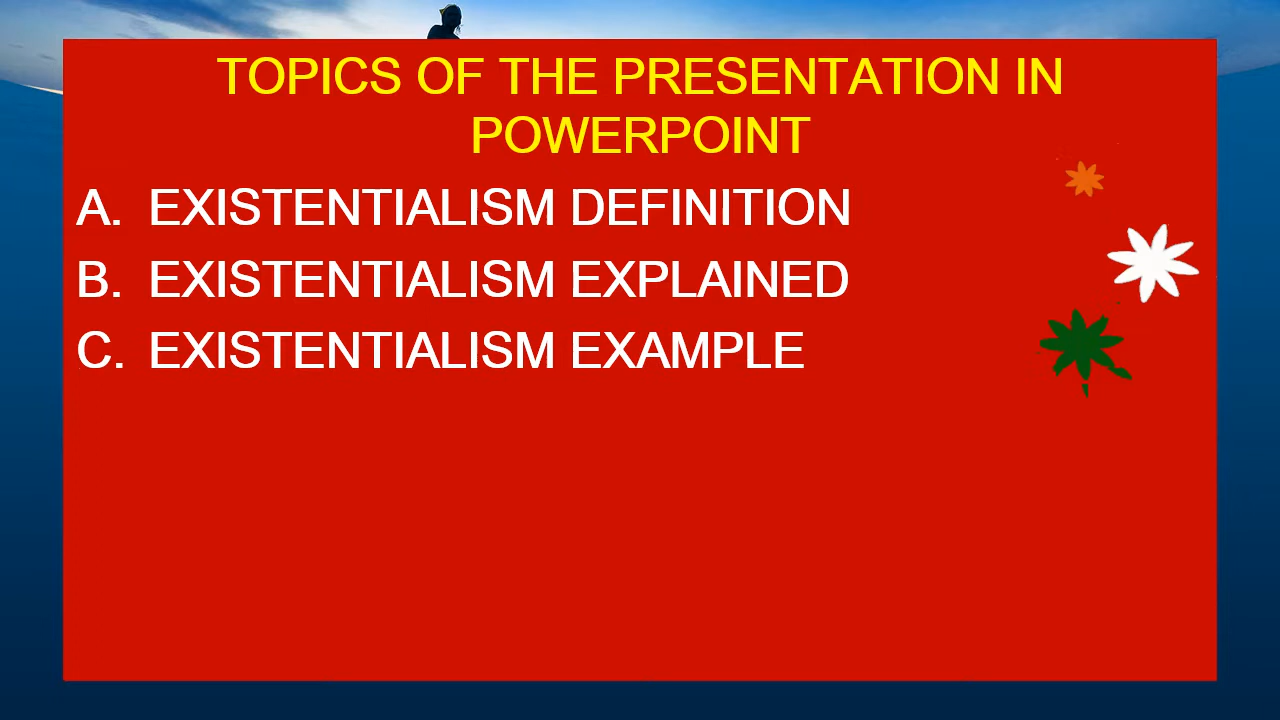 TOPICS OF THE PRESENTATION IN
POWERPOINT
A. EXISTENTIALISM DEFINITION
B. EXISTENTIALISM EXPLAINED
C. EXISTENTIALISM EXAMPLE